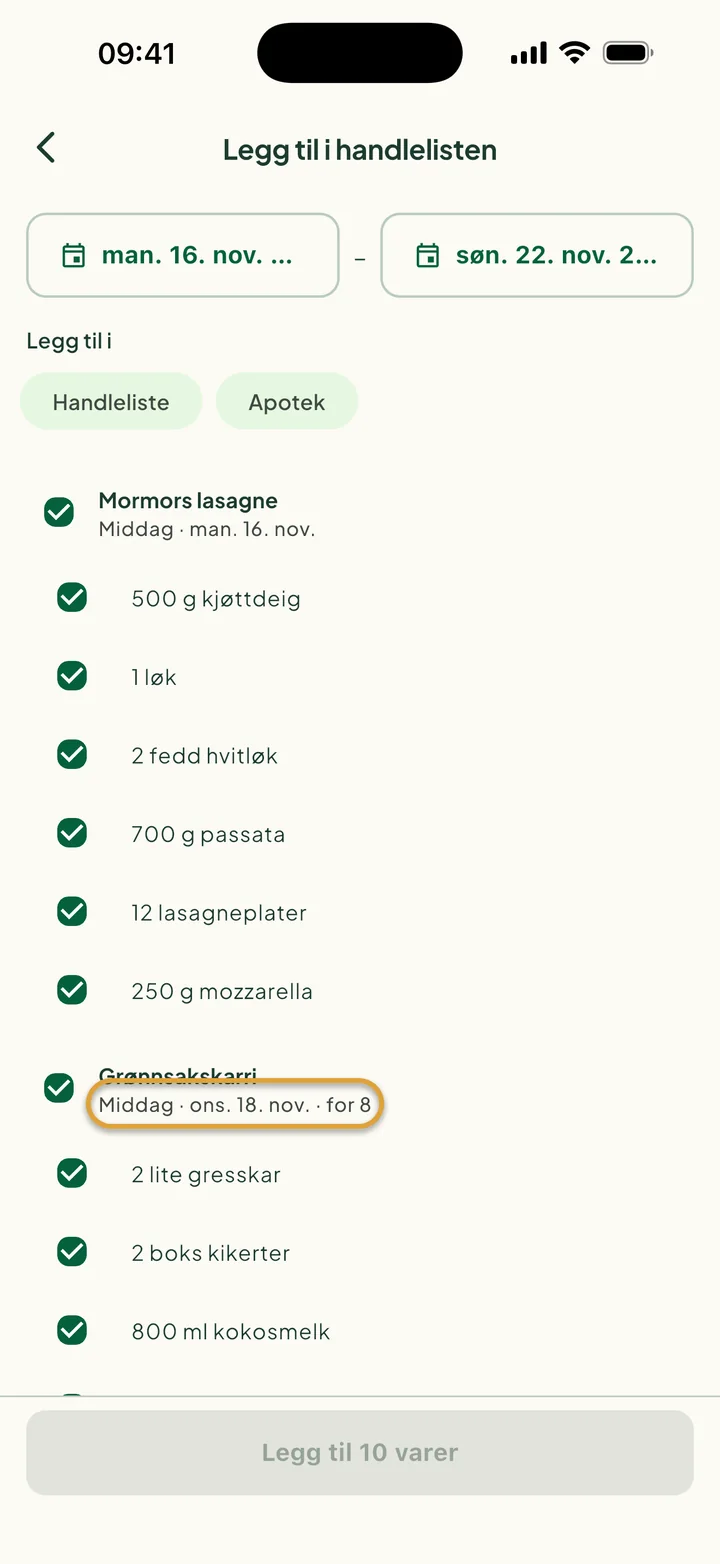 09:41
Legg til i handlelisten
man. 16. nov. ...
–
søn. 22. nov. 2...
Legg til i
Handleliste
Apotek
Mormors lasagne
Middag · man. 16. nov.
500 g kjøttdeig
1 løk
2 fedd hvitløk
700 g passata
12 lasagneplater
250 g mozzarella
Grønnsakskarri
Middag · ons. 18. nov. · for 8
2 lite gresskar
2 boks kikerter
800 ml kokosmelk
Legg til 10 varer